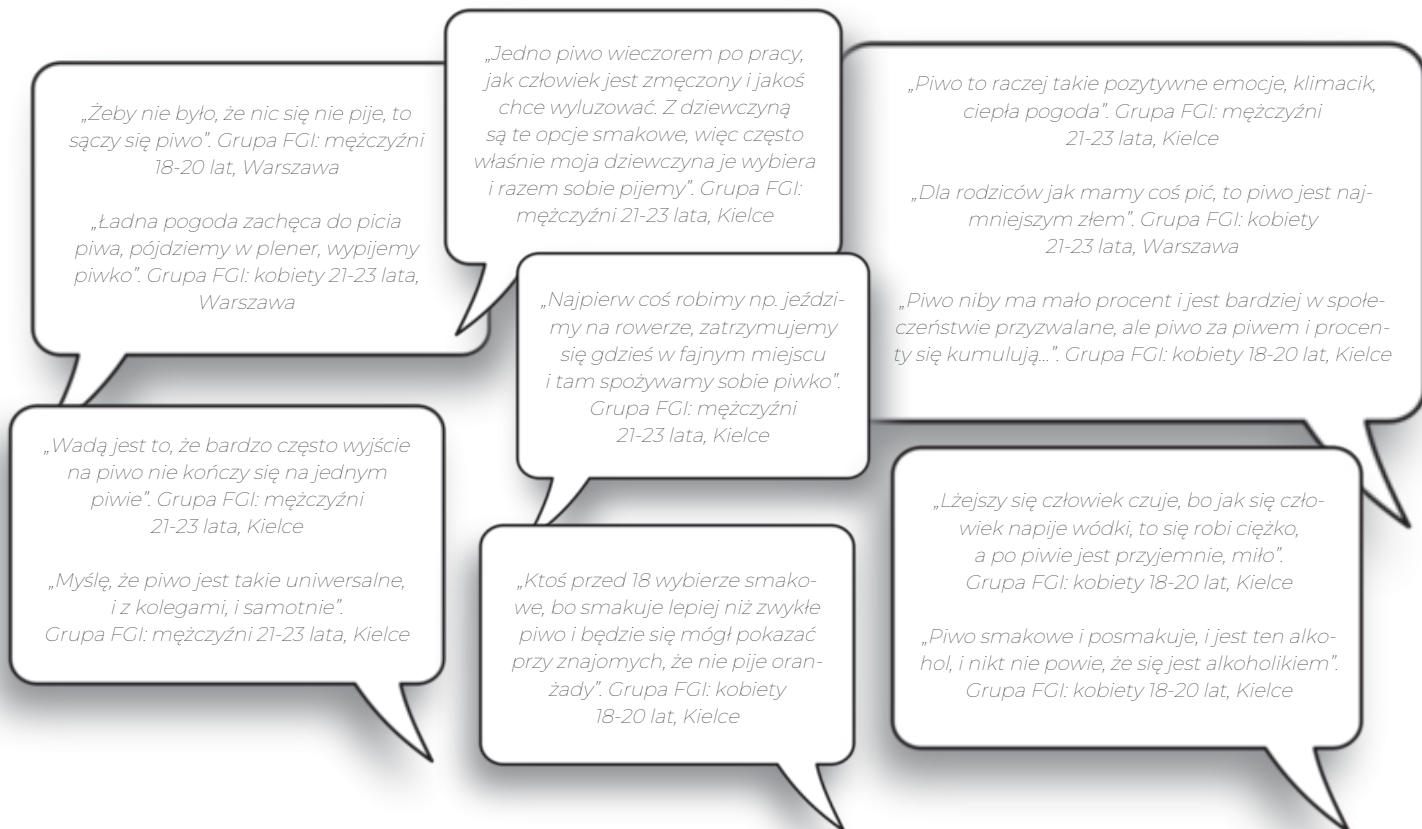 „Żeby nie było, że nic się nie pije, to
sączy się piwo”. Grupa FGI: mężczyźni
18-20 lat, Warszawa
„Ładna pogoda zachęca do picia
piwa, pójdziemy w plener, wypijemy
piwko”. Grupa FGI: kobiety 21-23 lata,
Warszawa
„Jedno piwo wieczorem po pracy,
jak człowiek jest zmęczony i jakoś
chce wyluzować. Z dziewczyną
są te opcje smakowe, więc często
właśnie moja dziewczyna je wybiera
i razem sobie pijemy”. Grupa FGI:
mężczyźni 21-23 lata, Kielce
„Piwo to raczej takie pozytywne emocje, klimacik,
ciepła pogoda”. Grupa FGI: mężczyźni
21-23 lata, Kielce
„Dla rodziców jak mamy coś pić, to piwo jest naj-
mniejszym złem”. Grupa FGI: kobiety
21-23 lata, Warszawa
„Piwo niby ma mało procent i jest bardziej w społe-
czeństwie przyzwalane, ale piwo za piwem i procen-
ty się kumulują...”. Grupa FGI: kobiety 18-20 lat, Kielce
„Najpierw coś robimy np. jeździ-
my na rowerze, zatrzymujemy
się gdzieś w fajnym miejscu
i tam spożywamy sobie piwko”.
Grupa FGI: mężczyźni
21-23 lata, Kielce
„Wadą jest to, że bardzo często wyjście
na piwo nie kończy się na jednym
piwie”. Grupa FGI: mężczyźni
21-23 lata, Kielce
„Myślę, że piwo jest takie uniwersalne,
i z kolegami, i samotnie”.
Grupa FGI: mężczyźni 21-23 lata, Kielce
„Ktoś przed 18 wybierze smako-
we, bo smakuje lepiej niż zwykłe
piwo i będzie się mógł pokazać
przy znajomych, że nie pije oran-
żady”. Grupa FGI: kobiety
18-20 lat, Kielce
„Lżejszy się człowiek czuje, bo jak się czło-
wiek napije wódki, to się robi ciężko,
a po piwie jest przyjemnie, miło”.
Grupa FGI: kobiety 18-20 lat, Kielce
„Piwo smakowe i posmakuje, i jest ten alko-
hol, i nikt nie powie, że się jest alkoholikiem”.
Grupa FGI: kobiety 18-20 lat, Kielce